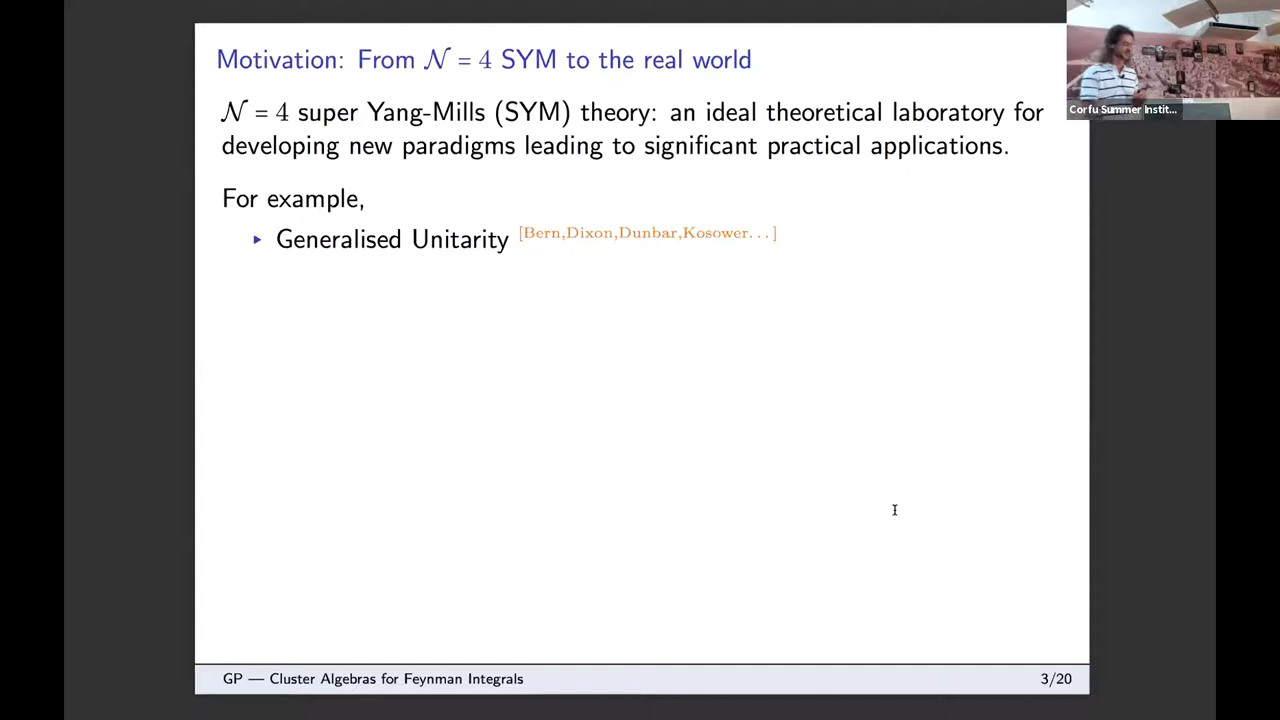 Motivation: From 𝒩 = 4 SYM to the real world
𝒩 = 4 super Yang-Mills (SYM) theory: an ideal theoretical laboratory for
developing new paradigms leading to significant practical applications.
For example,
▸ Generalised Unitarity [Bern,Dixon,Dunbar,Kosower...]
GP — Cluster Algebras for Feynman Integrals 3/20
Corfu Summer Instit...